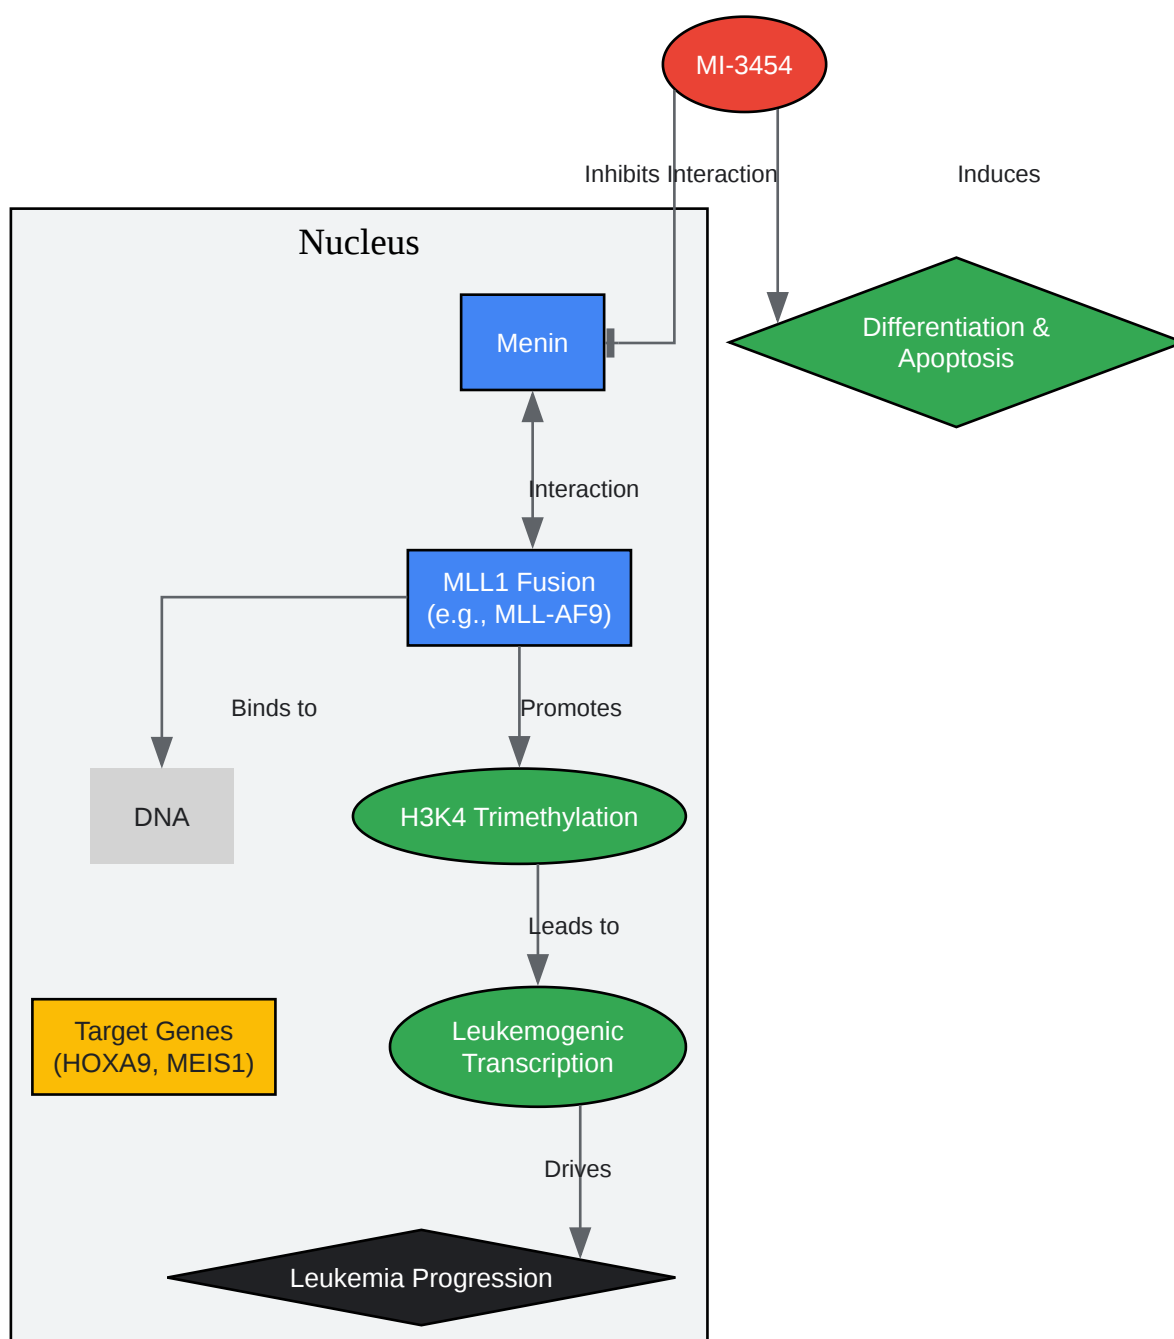 MI-3454
Inhibits Interaction
Induces
Nucleus
Menin
Differentiation &
Apoptosis
Interaction
MLL1 Fusion
(e.g., MLL-AF9)
Binds to
Promotes
DNA
H3K4 Trimethylation
Leads to
Target Genes
(HOXA9, MEIS1)
Leukemogenic
Transcription
Drives
Leukemia Progression